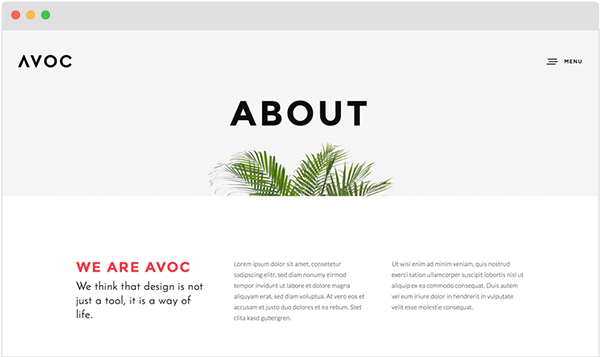 AVOC
MENU
ABOUT
WE ARE AVOC
We think that design is not
just a tool, it is a way of
life.
Lorem ipsum dolor sit amet, consetetur
sadipscing elitr, sed diam nonumy eirmod
tempor invidunt ut labore et dolore magna
aliquyam erat, sed diam voluptua. At vero eos et
accusam et justo duo dolores et ea rebum. Stet
clita kasd gubergren.
Ut wisi enim ad minim veniam, quis nostrud
exerci tation ullamcorper suscipit lobortis nisl ut
aliquip ex ea commodo consequat. Duis autem
vel eum iriure dolor in hendrerit in vulputate
velit esse molestie consequat.